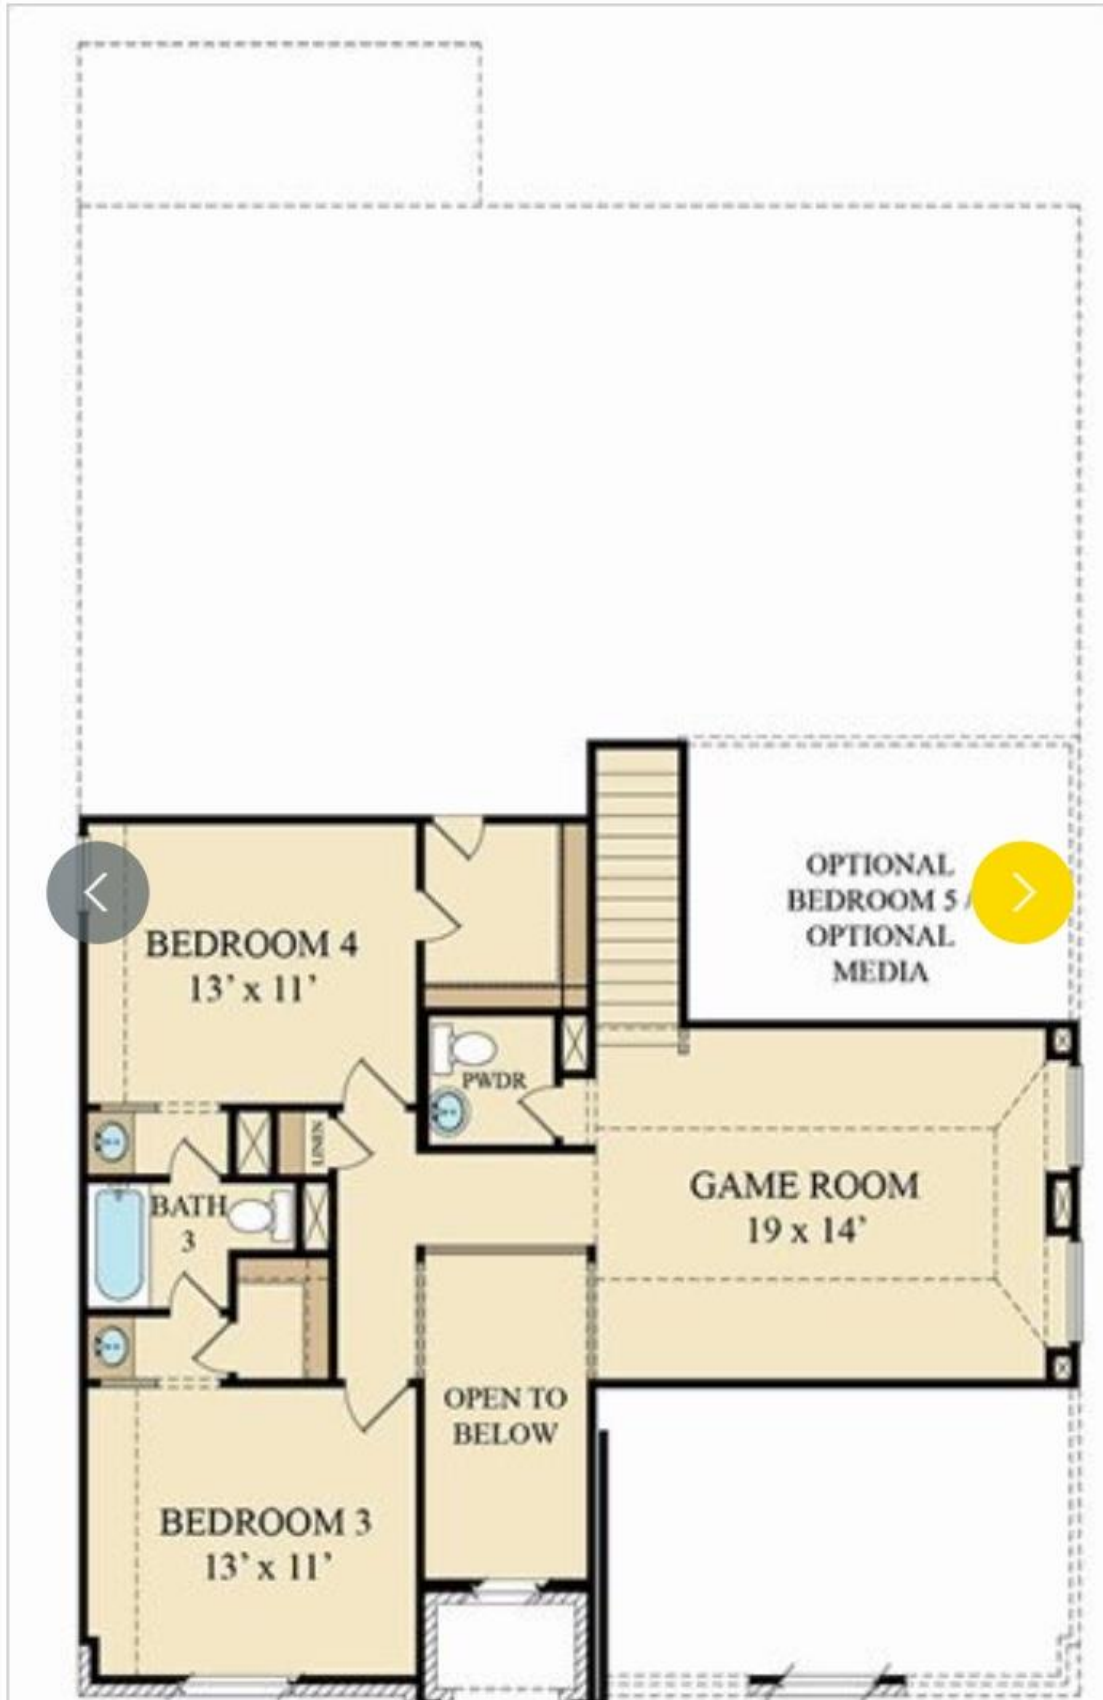 OPTIONAL
BEDROOM 5 /
OPTIONAL
MEDIA
BEDROOM 4
13' x 11'
PWDR
LINEN
BATH
3
GAME ROOM
19 x 14'
OPEN TO
BELOW
BEDROOM 3
13' x 11'